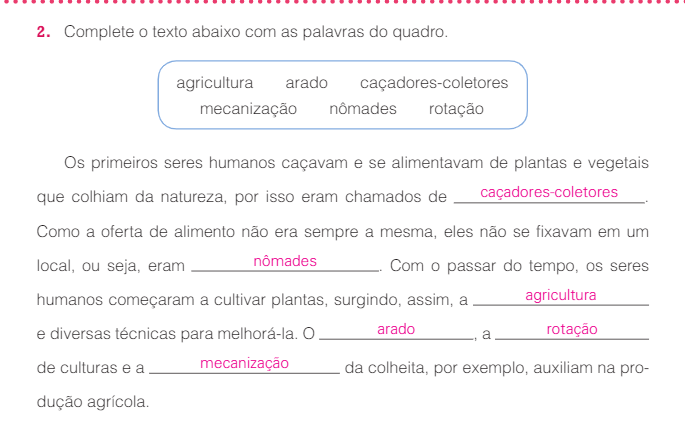 2. Complete o texto abaixo com as palavras do quadro.
agricultura arado caçadores-coletores
mecanização nômades rotação
Os primeiros seres humanos caçavam e se alimentavam de plantas e vegetais
que colhiam da natureza, por isso eram chamados de caçadores-coletores.
Como a oferta de alimento não era sempre a mesma, eles não se fixavam em um
local, ou seja, eram nômades. Com o passar do tempo, os seres
humanos começaram a cultivar plantas, surgindo, assim, a agricultura
e diversas técnicas para melhorá-la. O arado, a rotação
de culturas e a mecanização da colheita, por exemplo, auxiliam na pro-
dução agrícola.